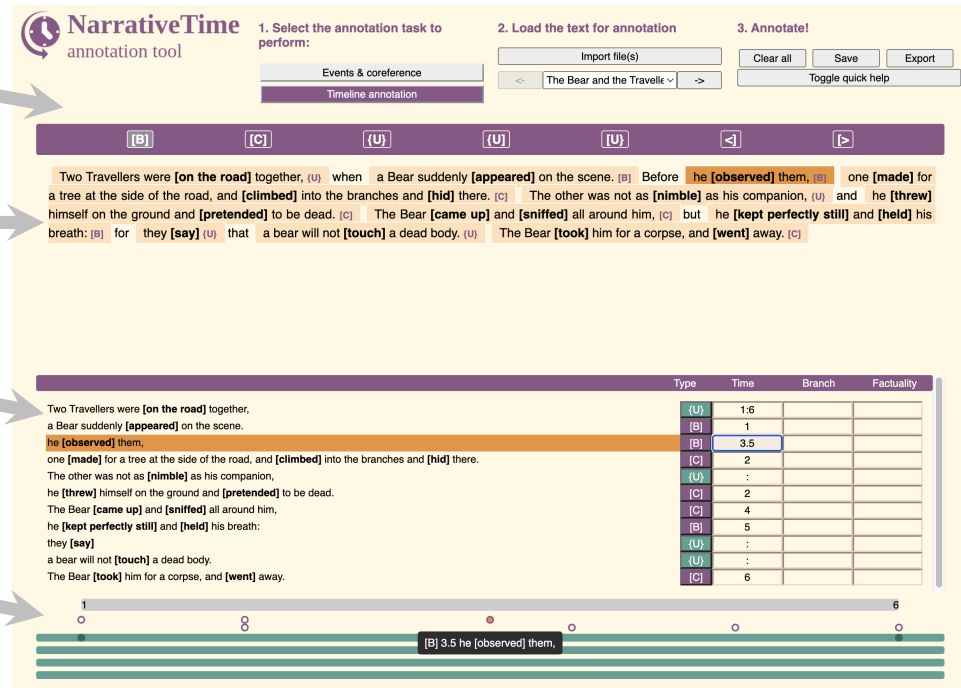 NarrativeTime
annotation tool
1. Select the annotation task to
perform:
Events & coreference
Timeline annotation
2. Load the text for annotation
Import file(s)
<- The Bear and the Travelle ->
3. Annotate!
Clear all Save Export
Toggle quick help
[B] [C] {U} {U] [U} <] [>
Two Travellers were [on the road] together, {U} when a Bear suddenly [appeared] on the scene. [B] Before he [observed] them, [B] one [made] for
a tree at the side of the road, and [climbed] into the branches and [hid] there. [C] The other was not as [nimble] as his companion, {U} and he [threw]
himself on the ground and [pretended] to be dead. [C] The Bear [came up] and [sniffed] all around him, [C] but he [kept perfectly still] and [held] his
breath: [B] for they [say] {U} that a bear will not [touch] a dead body. {U} The Bear [took] him for a corpse, and [went] away. [C]
Type Time Branch Factuality
Two Travellers were [on the road] together, {U} 1:6
a Bear suddenly [appeared] on the scene. [B] 1
he [observed] them, [B] 3.5
one [made] for a tree at the side of the road, and [climbed] into the branches and [hid] there. [C] 2
The other was not as [nimble] as his companion, {U} :
he [threw] himself on the ground and [pretended] to be dead. [C] 2
The Bear [came up] and [sniffed] all around him, [C] 4
he [kept perfectly still] and [held] his breath: [B] 5
they [say] {U} :
a bear will not [touch] a dead body. {U} :
The Bear [took] him for a corpse, and [went] away. [C] 6
1 6
[B] 3.5 he [observed] them,